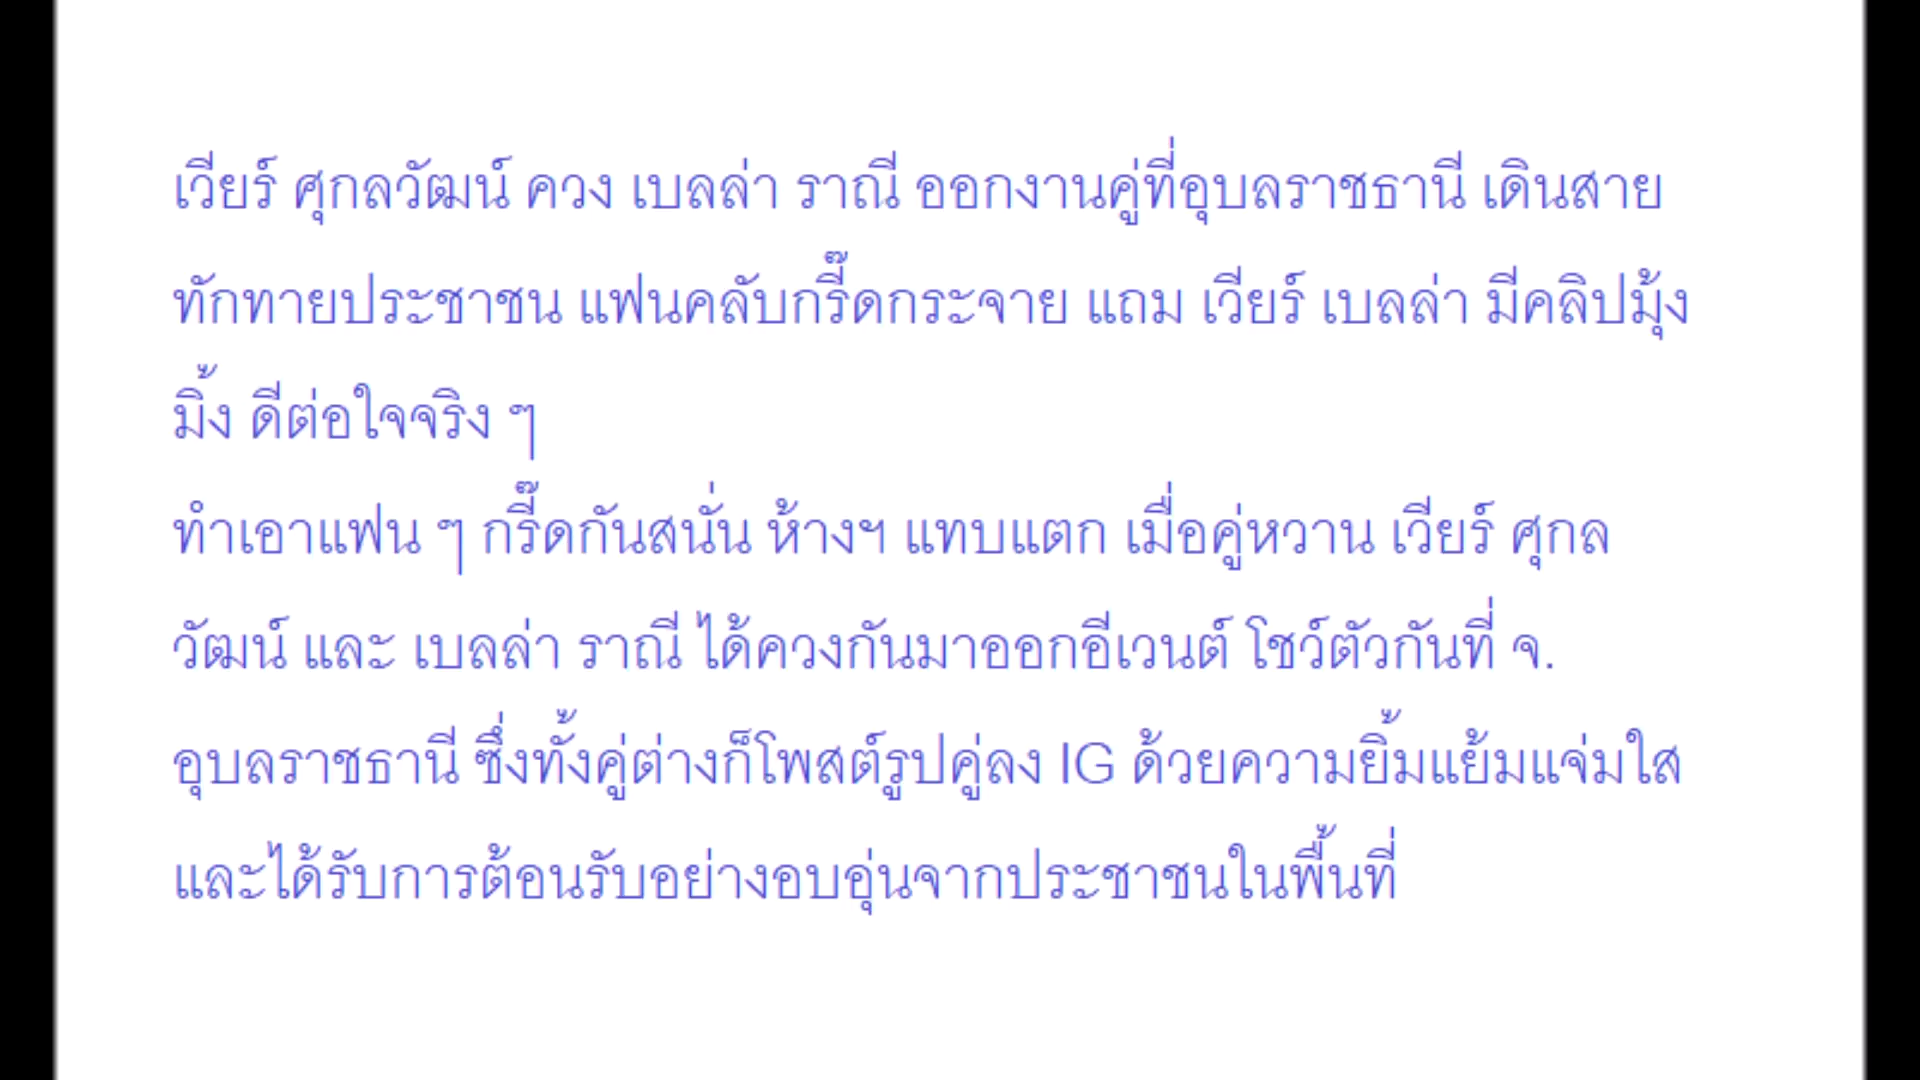 เวียร์ ศุกลวัฒน์ ควง เบลล่า ราณี ออกงานคู่ที่อุบลราชธานี เดินสาย
ทักทายประชาชน แฟนคลับกรี๊ดกระจาย แถม เวียร์ เบลล่า มีคลิปมุ้ง
มิ้ง ดีต่อใจจริง ๆ
ทำเอาแฟน ๆ กรี๊ดกันสนั่น ห้างฯ แทบแตก เมื่อคู่หวาน เวียร์ ศุกล
วัฒน์ และ เบลล่า ราณี ได้ควงกันมาออกอีเวนต์ โชว์ตัวกันที่ จ.
อุบลราชธานี ซึ่งทั้งคู่ต่างก็โพสต์รูปคู่ลง IG ด้วยความยิ้มแย้มแจ่มใส
และได้รับการต้อนรับอย่างอบอุ่นจากประชาชนในพื้นที่